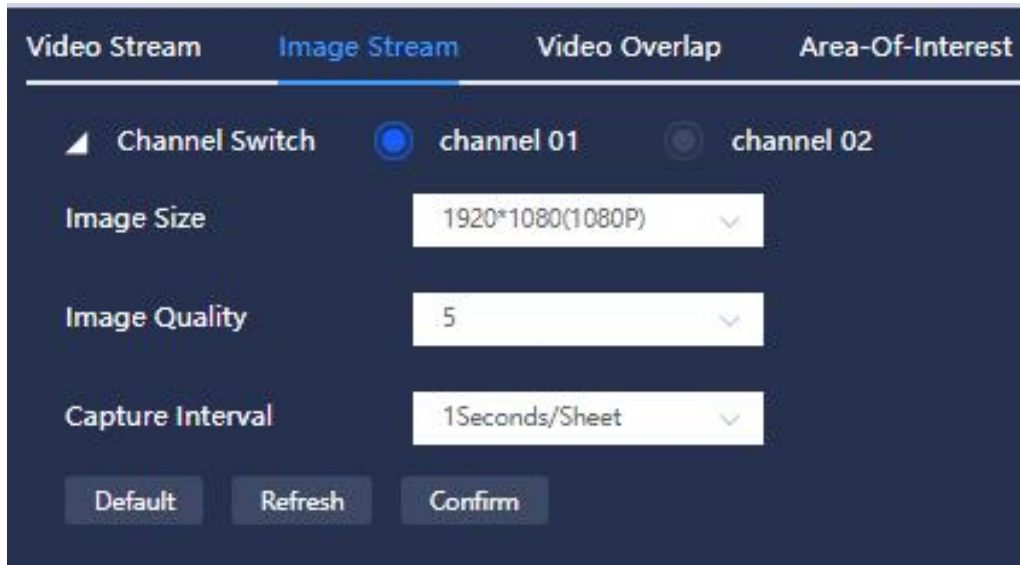 Video Stream Image Stream Video Overlap Area-Of-Interest
Channel Switch channel 01 channel 02
Image Size 1920*1080(1080P)
Image Quality 5
Capture Interval 1Seconds/Sheet
Default Refresh Confirm